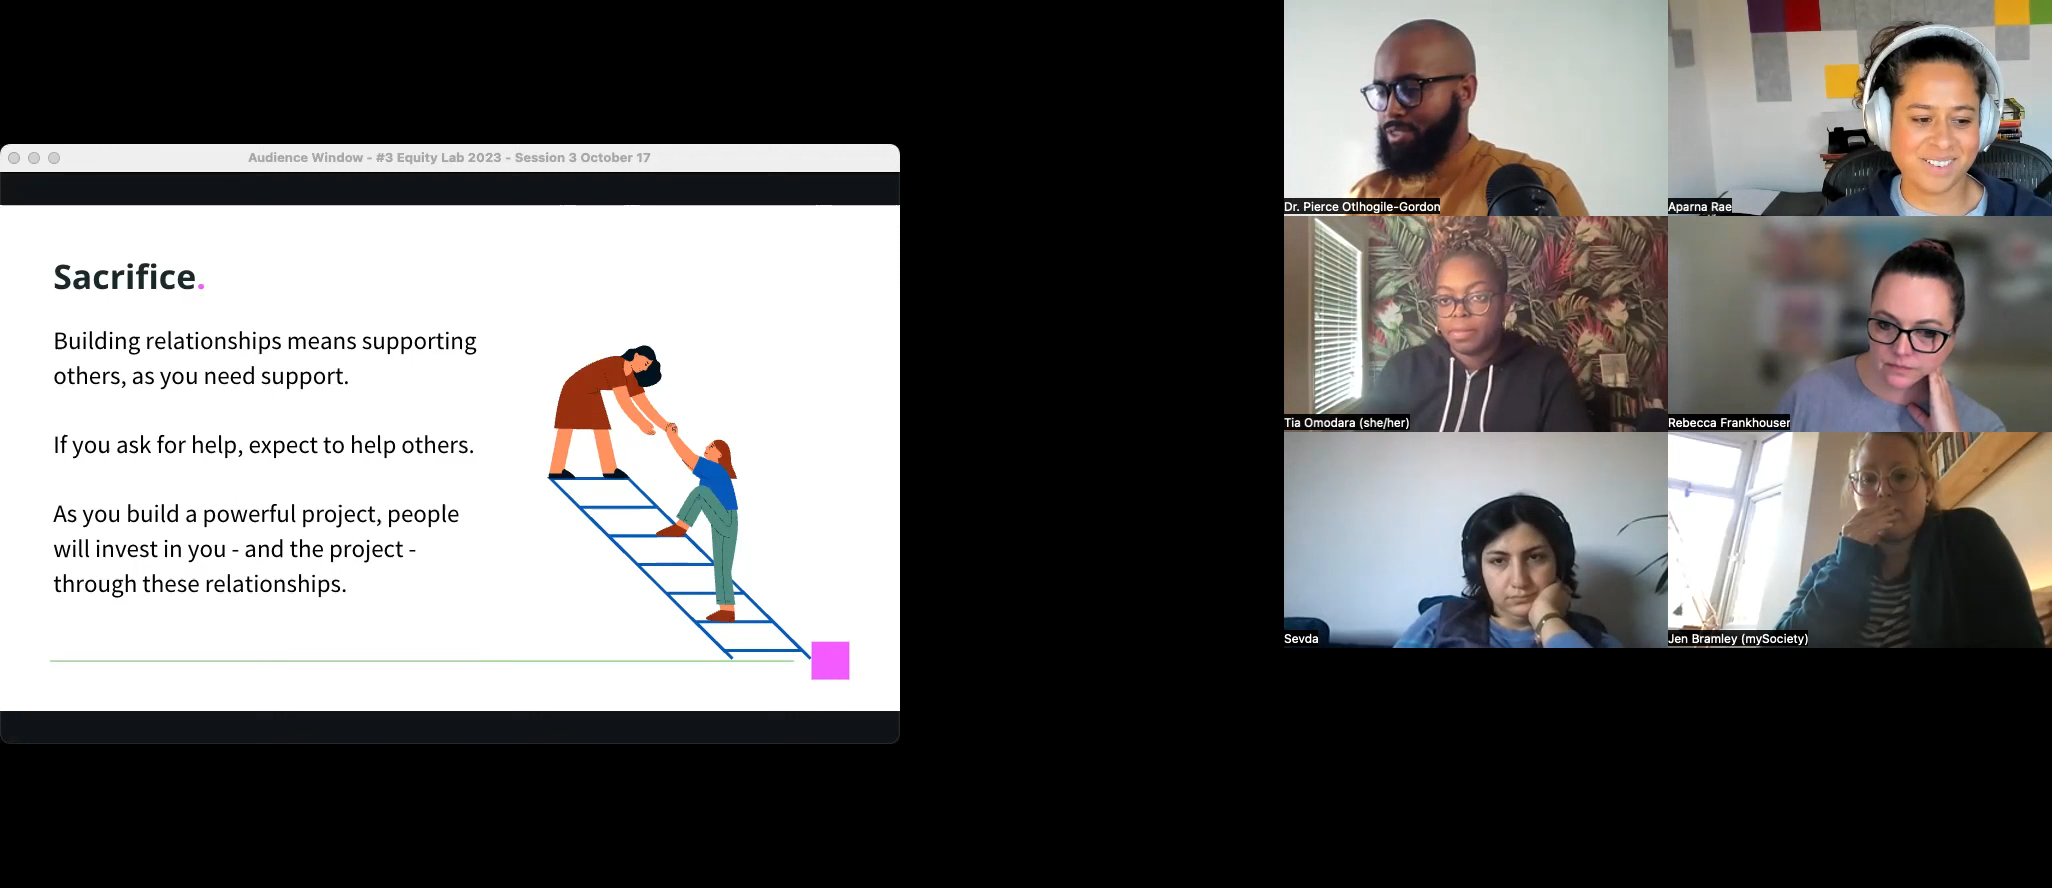 Audience Window - #3 Equity Lab 2023 - Session 3 October 17
Sacrifice.
Building relationships means supporting
others, as you need support.
If you ask for help, expect to help others.
As you build a powerful project, people
will invest in you - and the project -
through these relationships.
Dr. Pierce Otlhogile-Gordon
Aparna Rae
Tia Omodara (she/her)
Rebecca Frankhouser
Sevda
Jen Bramley (mySociety)